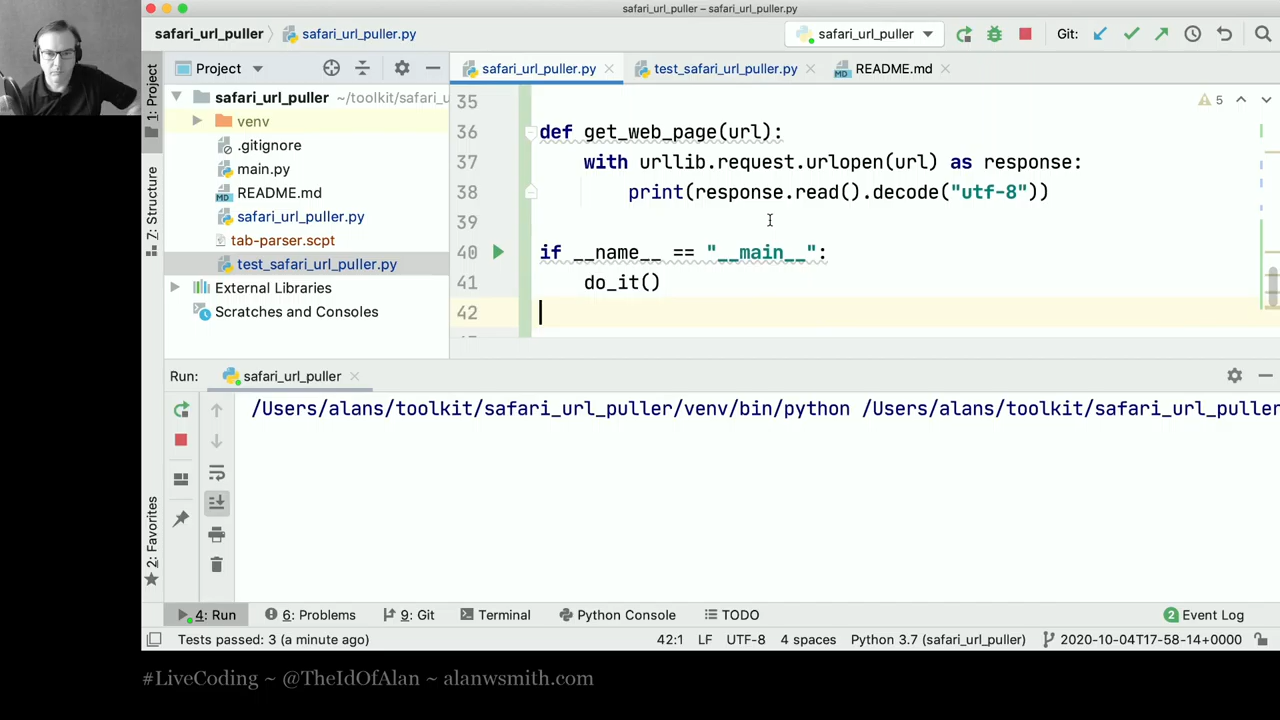 safari_url_puller – safari_url_puller.py
safari_url_puller
safari_url_puller.py
safari_url_puller
Git:
Project
safari_url_puller.py
test_safari_url_puller.py
README.md
1: Project
7: Structure
2: Favorites
safari_url_puller ~/toolkit/safari_u
venv
.gitignore
main.py
README.md
safari_url_puller.py
tab-parser.scpt
test_safari_url_puller.py
External Libraries
Scratches and Consoles
5
35
36 def get_web_page(url):
37 with urllib.request.urlopen(url) as response:
38 print(response.read().decode("utf-8"))
39
40 if __name__ == "__main__":
41 do_it()
42
Run: safari_url_puller
/Users/alans/toolkit/safari_url_puller/venv/bin/python /Users/alans/toolkit/safari_url_puller
4: Run
6: Problems
9: Git
Terminal
Python Console
TODO
2 Event Log
Tests passed: 3 (a minute ago)
42:1 LF UTF-8 4 spaces Python 3.7 (safari_url_puller) 2020-10-04T17-58-14+0000
#LiveCoding ~ @TheIdOfAlan ~ alanwsmith.com